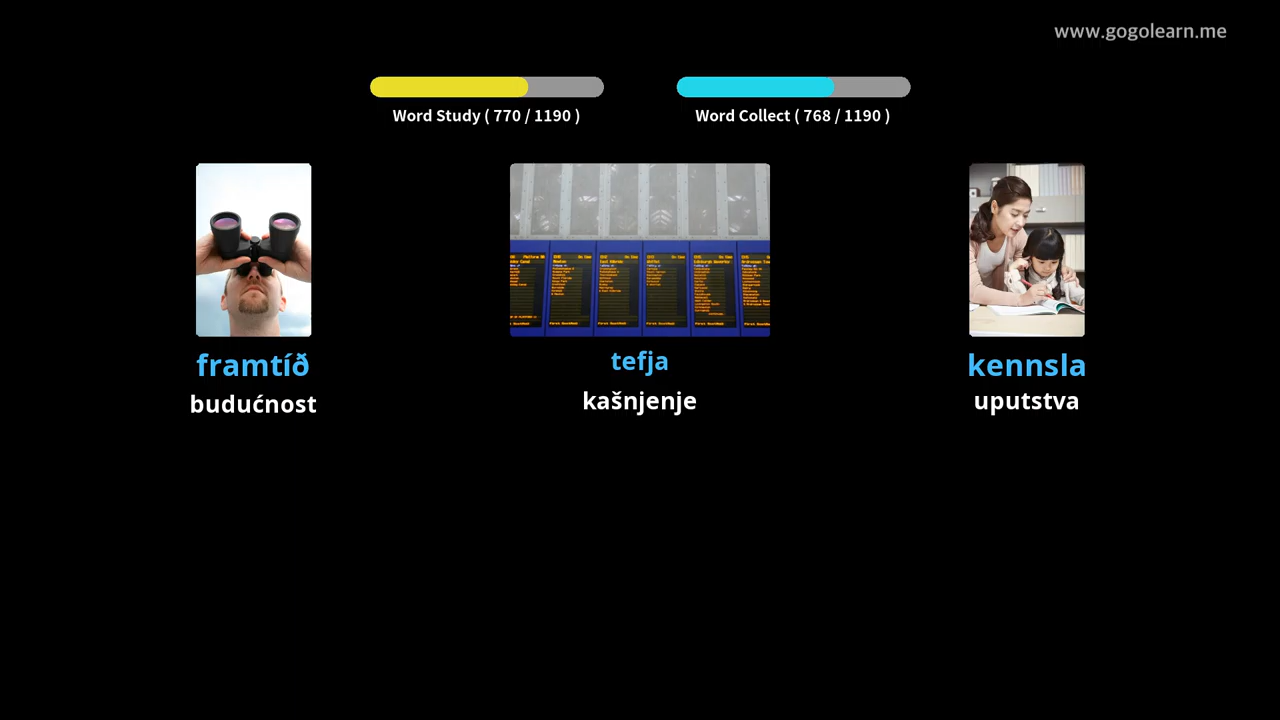 www.gogolearn.me
Word Study ( 770 / 1190 )
Word Collect ( 768 / 1190 )
framtíð
budućnost
tefja
kašnjenje
kennsla
uputstva